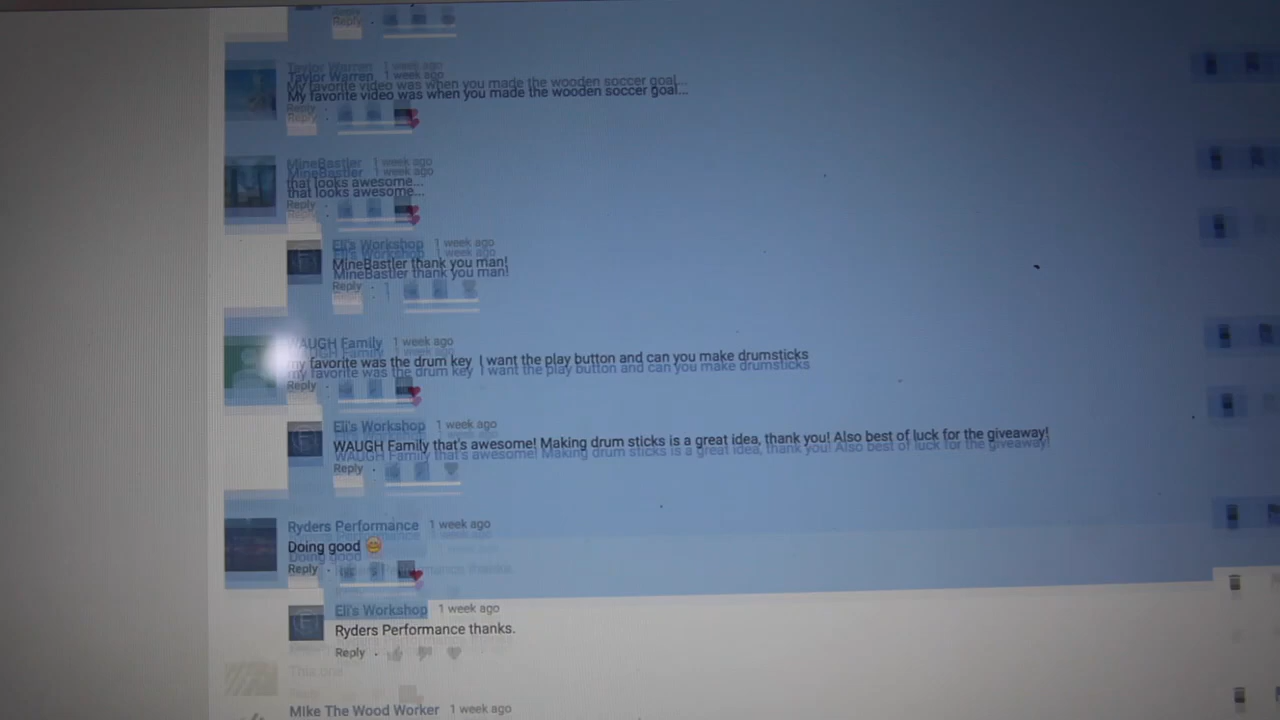 Reply
Taylor Warren 1 week ago
My favorite video was when you made the wooden soccer goal...
Reply
MineBastler 1 week ago
that looks awesome...
Reply
Eli's Workshop 1 week ago
MineBastler thank you man!
Reply 1
WAUGH Family 1 week ago
my favorite was the drum key I want the play button and can you make drumsticks
Reply
Eli's Workshop 1 week ago
WAUGH Family that's awesome! Making drum sticks is a great idea, thank you! Also best of luck for the giveaway!
Reply
Ryders Performance 1 week ago
Doing good 😄
Reply
Eli's Workshop 1 week ago
Ryders Performance thanks.
Reply
This one
Mike The Wood Worker 1 week ago